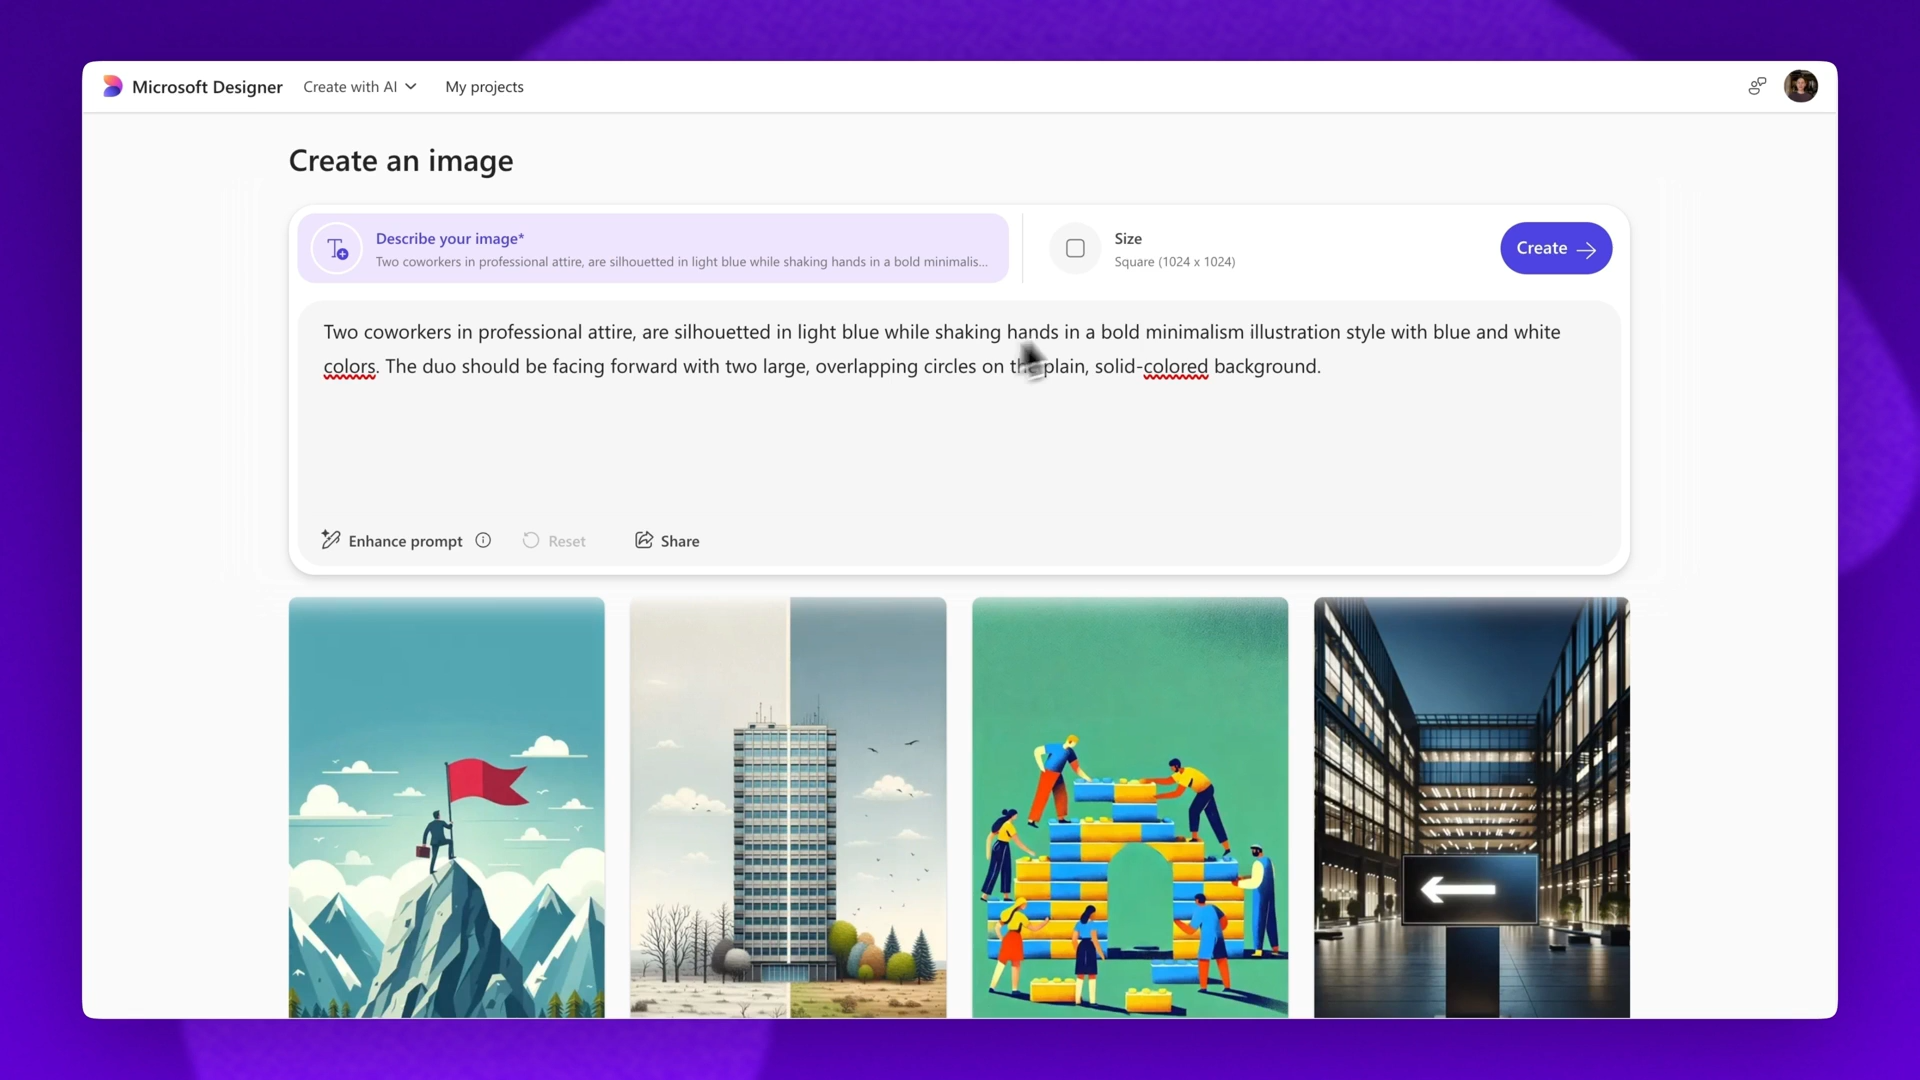 Microsoft Designer Create with AI My projects
Create an image
Describe your image*
Two coworkers in professional attire, are silhouetted in light blue while shaking hands in a bold minimalis...
Size
Square (1024 x 1024)
Create
Two coworkers in professional attire, are silhouetted in light blue while shaking hands in a bold minimalism illustration style with blue and white
colors. The duo should be facing forward with two large, overlapping circles on the plain, solid-colored background.
Enhance prompt Reset Share